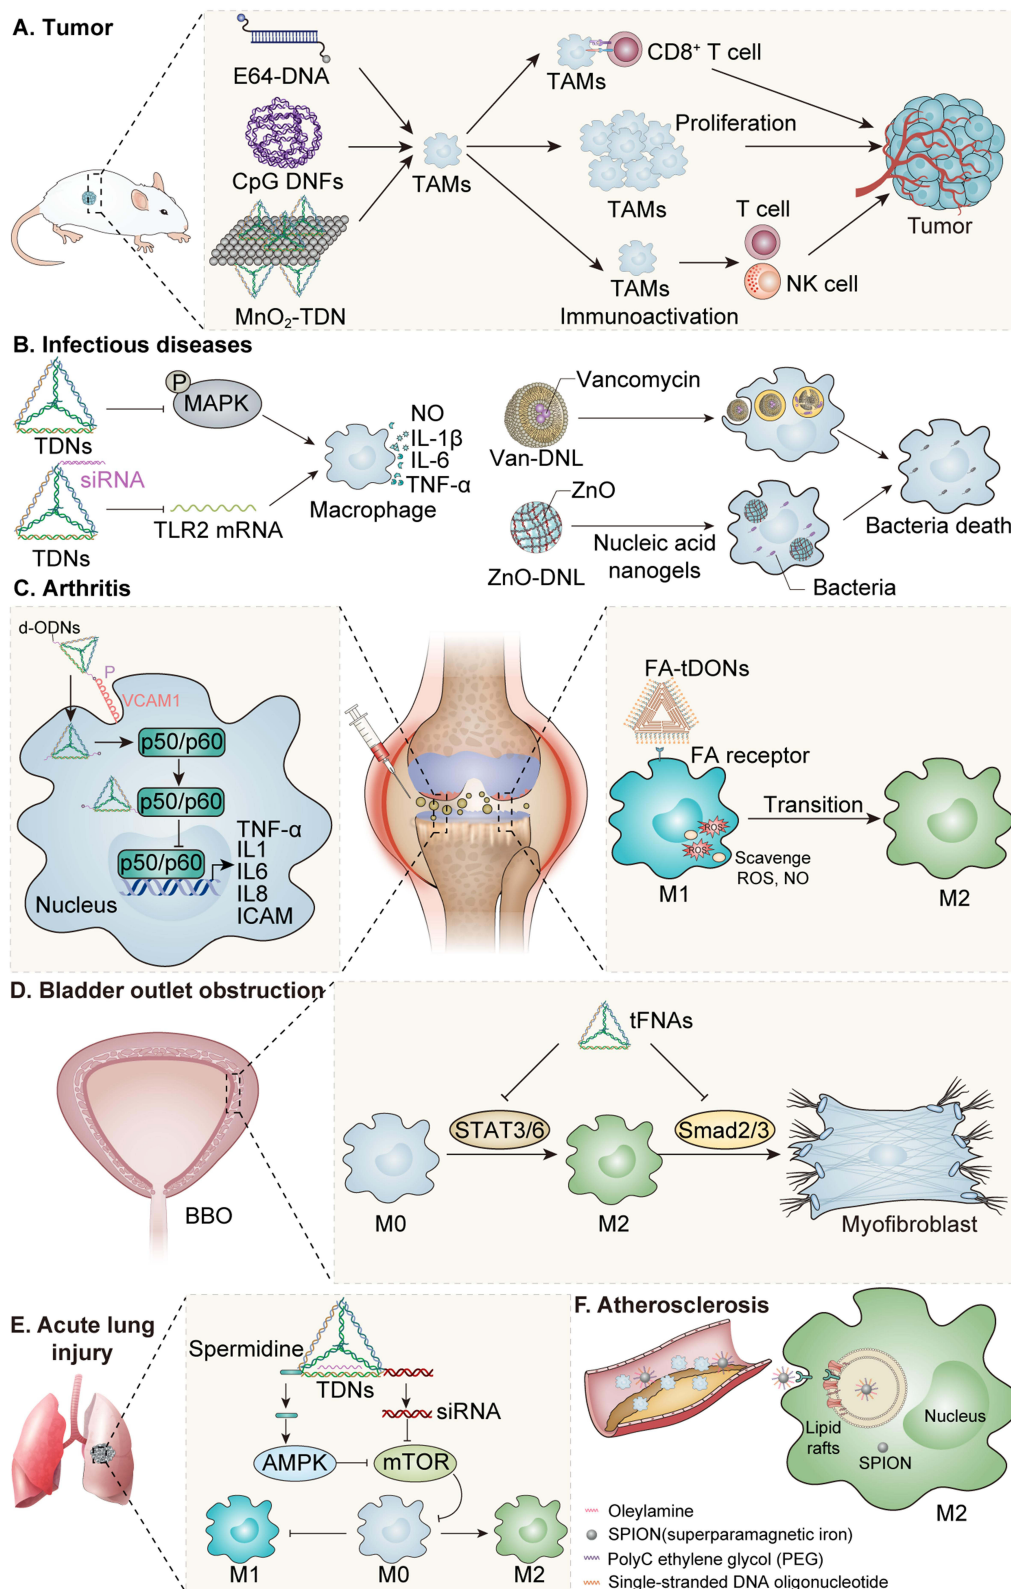 A. Tumor
E64-DNA
CpG DNFs
MnO₂-TDN
TAMs
TAMs
CD8⁺ T cell
Proliferation
TAMs
TAMs
Immunoactivation
T cell
NK cell
Tumor
B. Infectious diseases
TDNs
P
MAPK
siRNA
TDNs
TLR2 mRNA
NO
IL-1β
IL-6
TNF-α
Macrophage
Vancomycin
Van-DNL
ZnO
ZnO-DNL
Nucleic acid
nanogels
Bacteria
Bacteria death
C. Arthritis
d-ODNs
P
VCAM1
p50/p60
p50/p60
p50/p60
Nucleus
TNF-α
IL1
IL6
IL8
ICAM
FA-tDONs
FA receptor
ROS
ROS
Scavenge
ROS, NO
M1
Transition
M2
D. Bladder outlet obstruction
BBO
tFNAs
STAT3/6
Smad2/3
M0
M2
Myofibroblast
E. Acute lung
injury
Spermidine
TDNs
siRNA
AMPK
mTOR
M1
M0
M2
F. Atherosclerosis
Lipid
rafts
Nucleus
SPION
M2
Oleylamine
SPION(superparamagnetic iron)
PolyC ethylene glycol (PEG)
Single-stranded DNA oligonucleotide